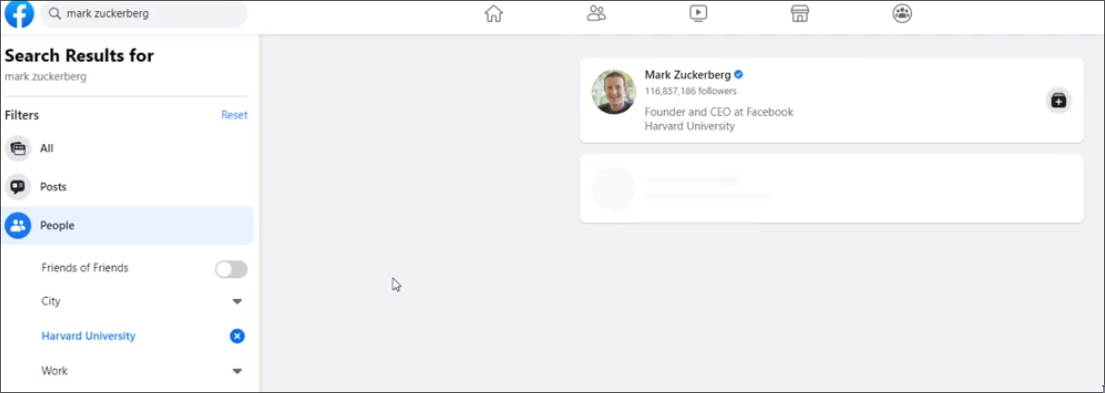 mark zuckerberg
Search Results for
mark zuckerberg
Filters
Reset
All
Posts
People
Friends of Friends
City
Harvard University
Work
Mark Zuckerberg
116,857,186 followers
Founder and CEO at Facebook
Harvard University